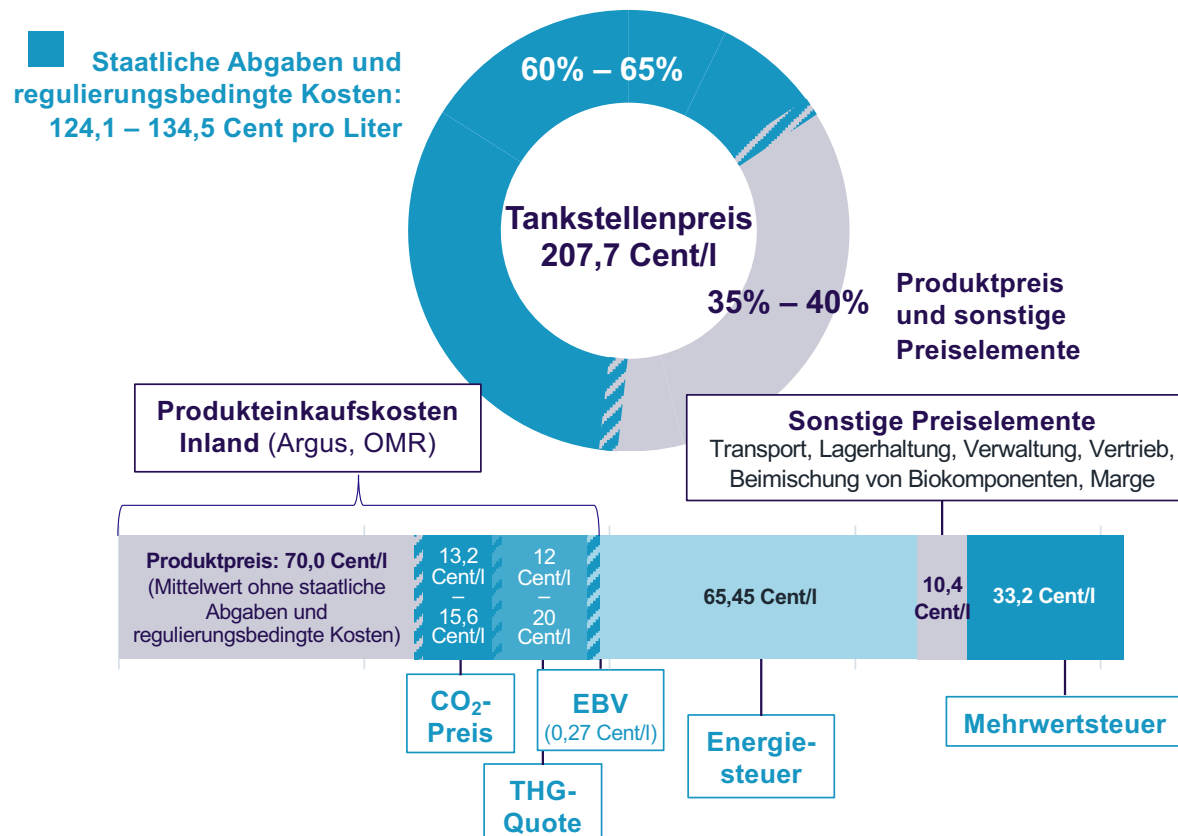 Staatliche Abgaben und
regulierungsbedingte Kosten:
124,1 – 134,5 Cent pro Liter
60% – 65%
Tankstellenpreis
207,7 Cent/l
35% – 40%
Produktpreis
und sonstige
Preiselemente
Produkteinkaufskosten
Inland (Argus, OMR)
Sonstige Preiselemente
Transport, Lagerhaltung, Verwaltung, Vertrieb,
Beimischung von Biokomponenten, Marge
Produktpreis: 70,0 Cent/l
(Mittelwert ohne staatliche
Abgaben und
regulierungsbedingte Kosten)
13,2
Cent/l
–
15,6
Cent/l
12
Cent/l
–
20
Cent/l
65,45 Cent/l
10,4
Cent/l
33,2 Cent/l
CO₂-
Preis
EBV
(0,27 Cent/l)
THG-
Quote
Energie-
steuer
Mehrwertsteuer